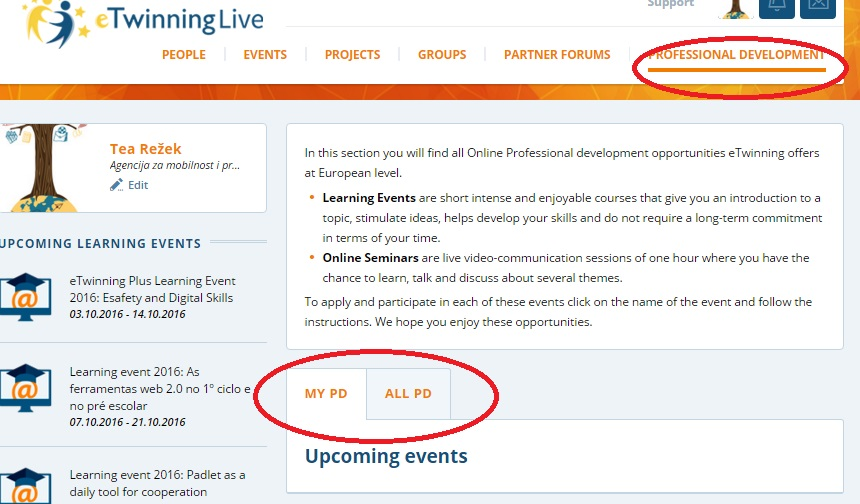 eTwinning Live
Support
PEOPLE EVENTS PROJECTS GROUPS PARTNER FORUMS PROFESSIONAL DEVELOPMENT
Tea Režek
Agencija za mobilnost i pr...
Edit
UPCOMING LEARNING EVENTS
eTwinning Plus Learning Event
2016: Esafety and Digital Skills
03.10.2016 - 14.10.2016
Learning event 2016: As
ferramentas web 2.0 no 1º ciclo e
no pré escolar
07.10.2016 - 21.10.2016
Learning event 2016: Padlet as a
daily tool for cooperation
In this section you will find all Online Professional development opportunities eTwinning offers
at European level.
• Learning Events are short intense and enjoyable courses that give you an introduction to a
topic, stimulate ideas, helps develop your skills and do not require a long-term commitment
in terms of your time.
• Online Seminars are live video-communication sessions of one hour where you have the
chance to learn, talk and discuss about several themes.
To apply and participate in each of these events click on the name of the event and follow the
instructions. We hope you enjoy these opportunities.
MY PD ALL PD
Upcoming events